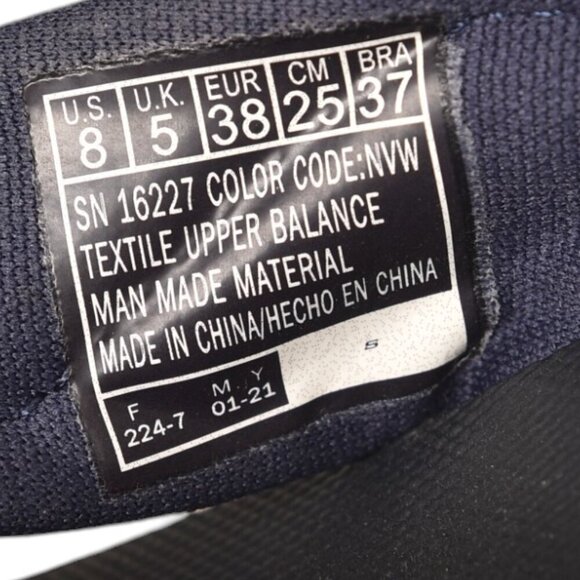 U.S. U.K. EUR CM BRA
8 5 38 25 37
SN 16227 COLOR CODE:NVW
TEXTILE UPPER BALANCE
MAN MADE MATERIAL
MADE IN CHINA/HECHO EN CHINA
F M Y
224-7 01-21
S